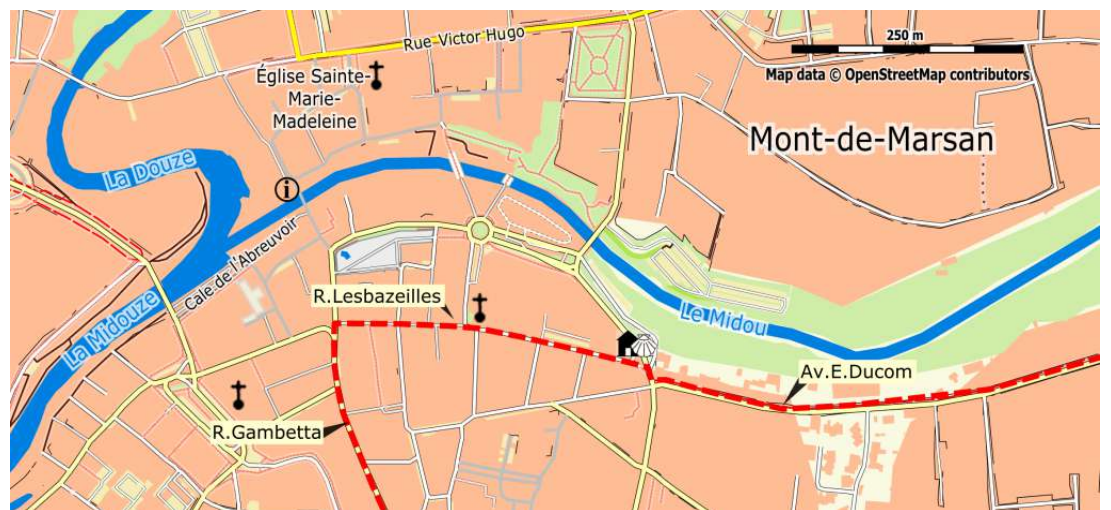 Rue Victor Hugo
250 m
Map data © OpenStreetMap contributors
Église Sainte-
Marie-
Madeleine
Mont-de-Marsan
La Douze
i
Cale de l'Abreuvoir
La Midouze
R.Lesbazeilles
Le Midou
Av.E.Ducom
R.Gambetta